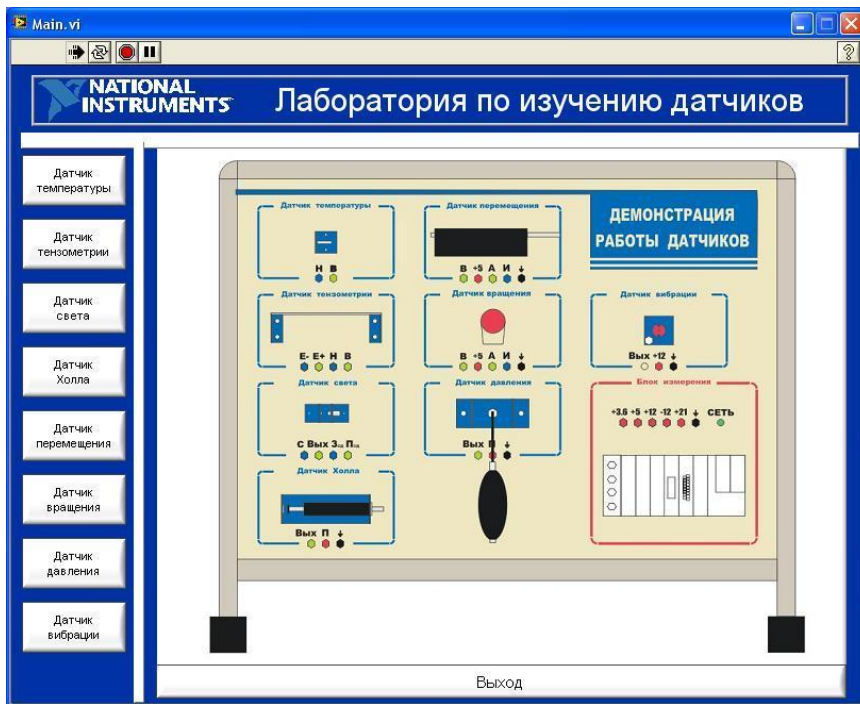 Main.vi
NATIONAL
INSTRUMENTS
Лаборатория по изучению датчиков
Датчик
температуры
Датчик
тензометрии
Датчик
света
Датчик
Холла
Датчик
перемещения
Датчик
вращения
Датчик
давления
Датчик
вибрации
Датчик температуры
Н В
Датчик перемещения
В +5 А И
ДЕМОНСТРАЦИЯ
РАБОТЫ ДАТЧИКОВ
Датчик тензометрии
Е- Е+ Н В
Датчик вращения
В +5 А И
Датчик вибрации
Вых +12
Датчик света
С Вых
Датчик давления
Вых П
Блок измерения
+3.6 +5 +12 -12 +21 СЕТЬ
Датчик Холла
Вых П
Выход